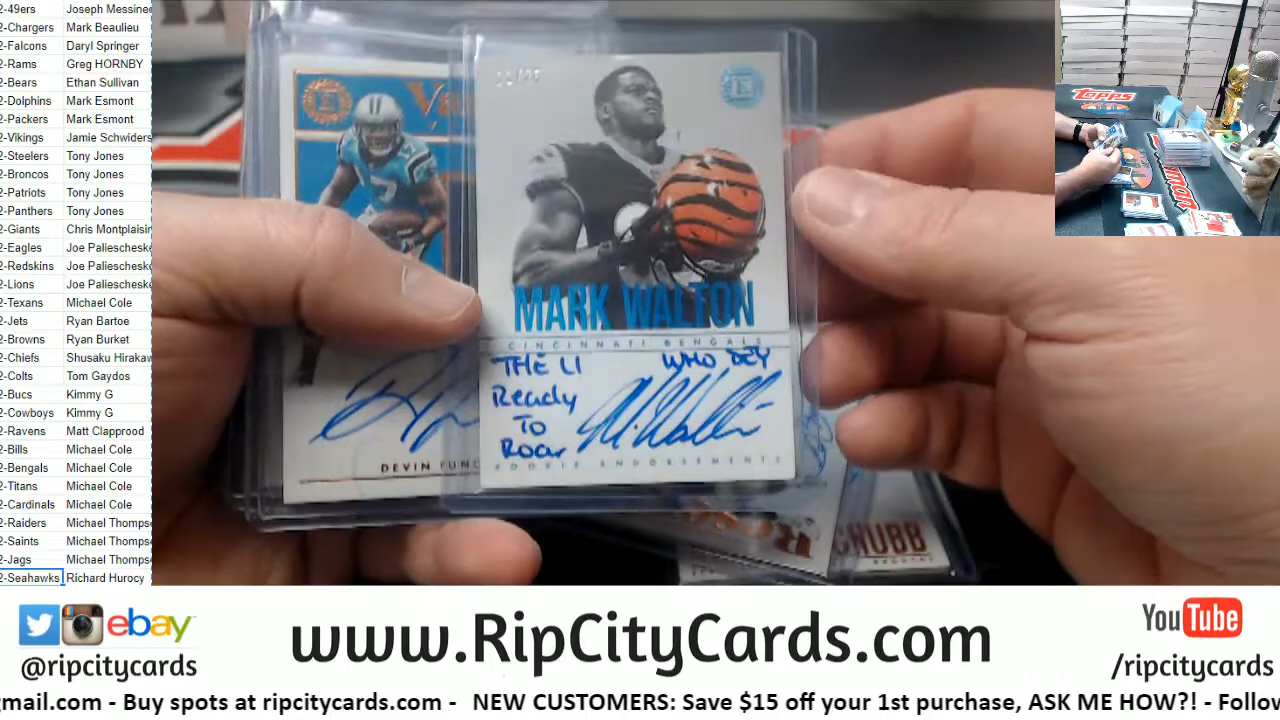 2-49ers Joseph Messinee
2-Chargers Mark Beaulieu
2-Falcons Daryl Springer
2-Rams Greg HORNBY
2-Bears Ethan Sullivan
2-Dolphins Mark Esmont
2-Packers Mark Esmont
2-Vikings Jamie Schwiders
2-Steelers Tony Jones
2-Broncos Tony Jones
2-Patriots Tony Jones
2-Panthers Tony Jones
2-Giants Chris Montplaisir
2-Eagles Joe Paliescheske
2-Redskins Joe Paliescheske
2-Lions Joe Paliescheske
2-Texans Michael Cole
2-Jets Ryan Bartoe
2-Browns Ryan Burket
2-Chiefs Shusaku Hirakaw
2-Colts Tom Gaydos
2-Bucs Kimmy G
2-Cowboys Kimmy G
2-Ravens Matt Clapprood
2-Bills Michael Cole
2-Bengals Michael Cole
2-Titans Michael Cole
2-Cardinals Michael Cole
2-Raiders Michael Thomps
2-Saints Michael Thomps
2-Jags Michael Thomps
2-Seahawks Richard Hurocy
E
17
DEVIN FUNC
E
MARK WALTON
CINCINNATI BENGALS
THE U
WHO DEY
Ready
TO
Roar
ROOKIE ENDORSEMENTS
CHUBB
BRONCOS
Topps
ebay
@ripcitycards
www.RipCityCards.com
YouTube
/ripcitycards
gmail.com - Buy spots at ripcitycards.com - NEW CUSTOMERS: Save $15 off your 1st purchase, ASK ME HOW?! - Follow